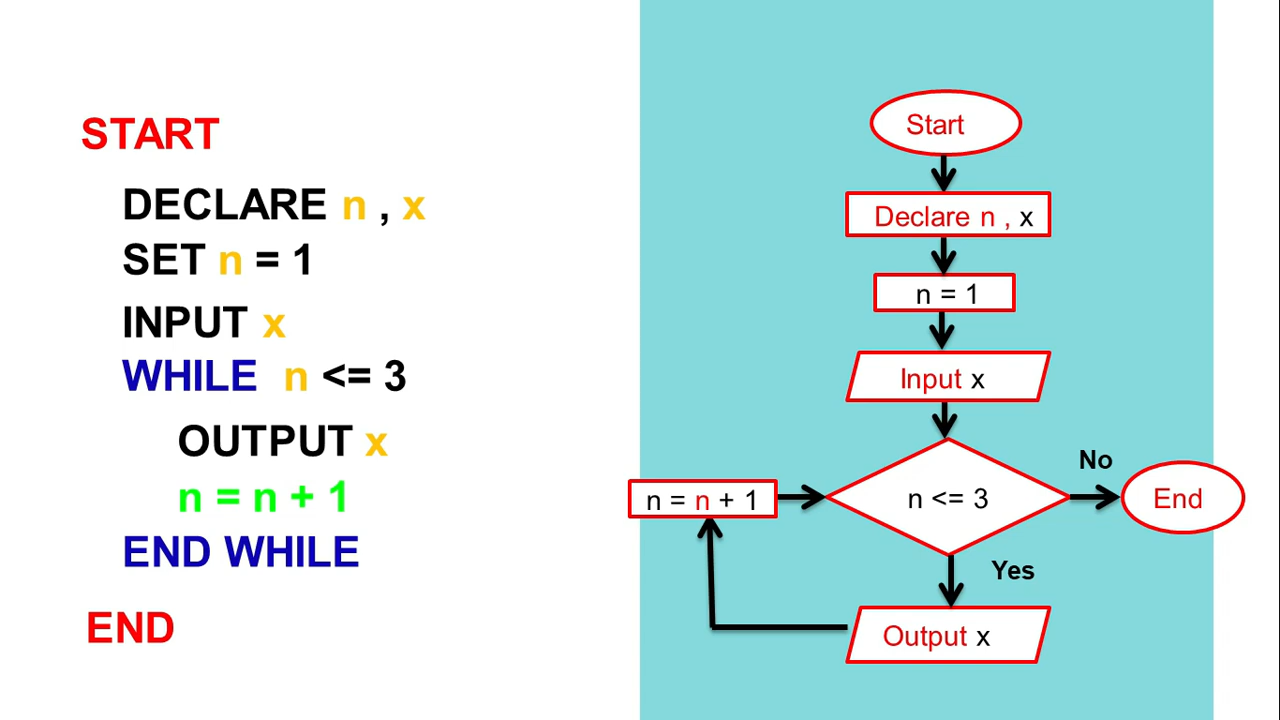 START
DECLARE n , x
SET n = 1
INPUT x
WHILE n <= 3
OUTPUT x
n = n + 1
END WHILE
END
Start
Declare n , x
n = 1
Input x
n <= 3
No
End
Yes
Output x
n = n + 1